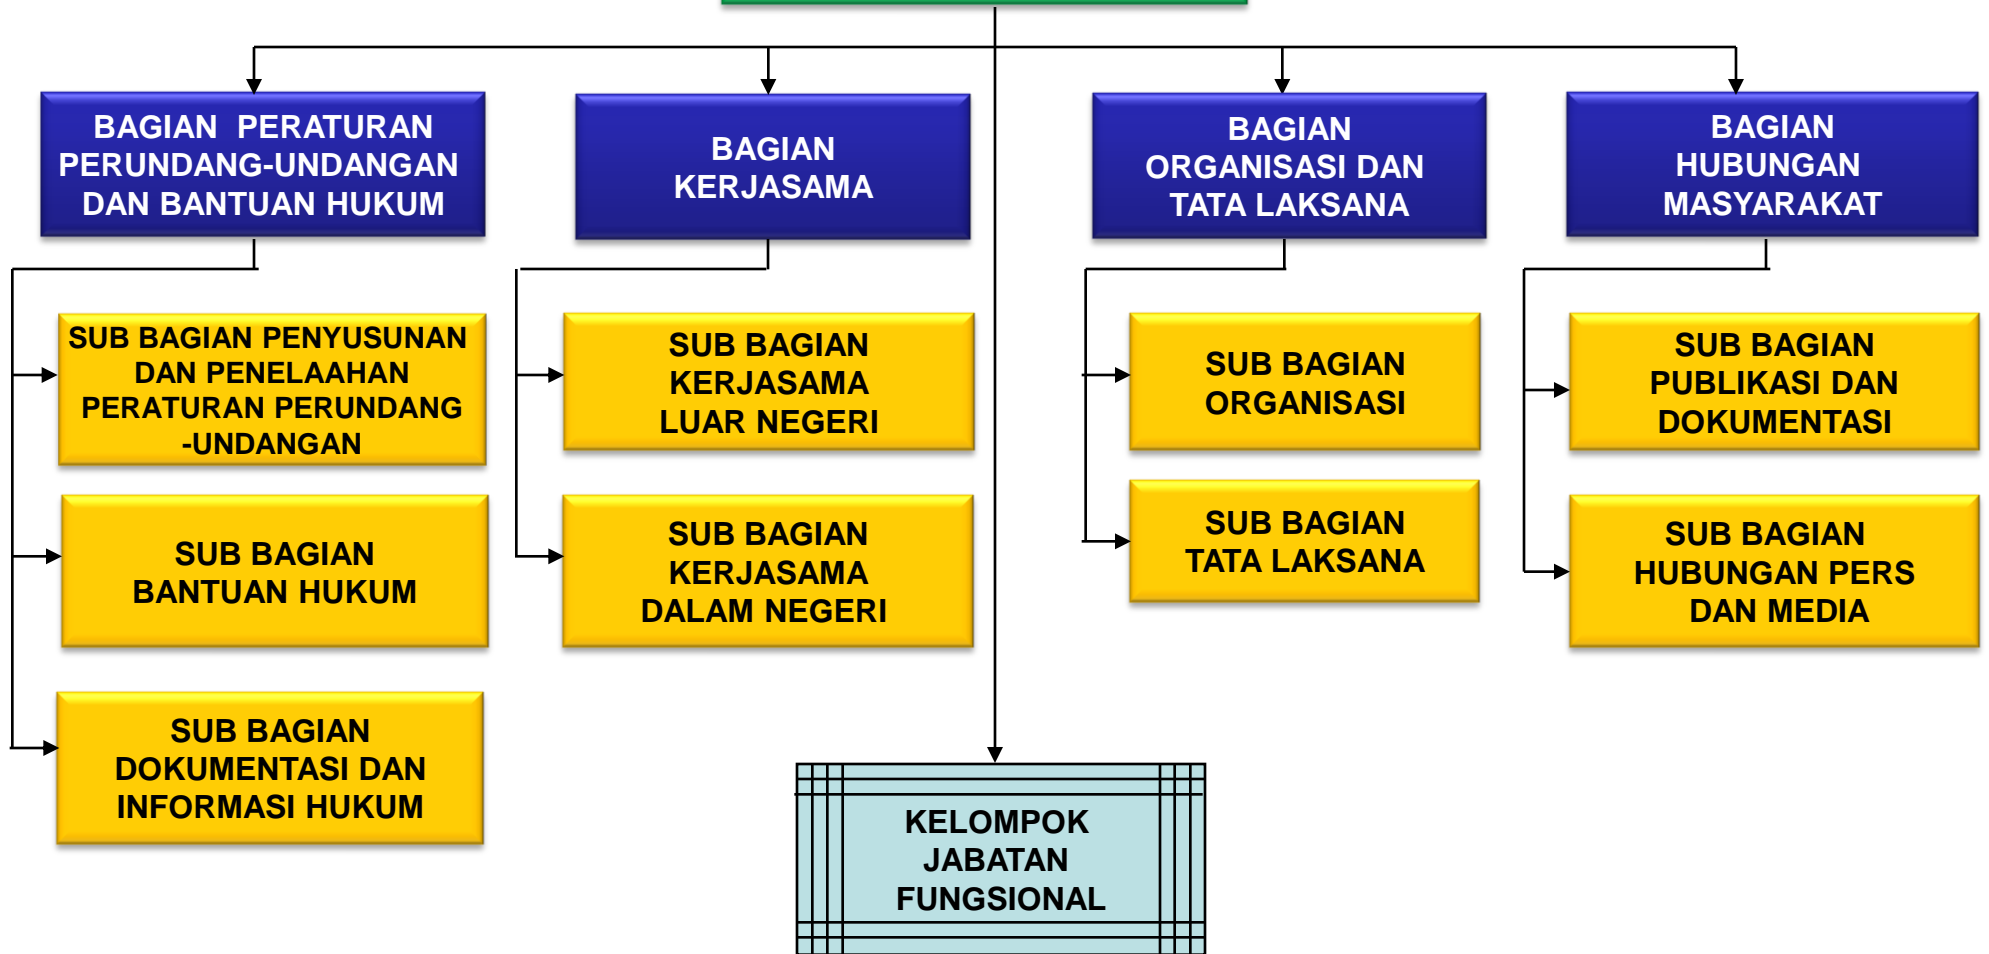 BAGIAN PERATURAN
PERUNDANG-UNDANGAN
DAN BANTUAN HUKUM
BAGIAN
KERJASAMA
BAGIAN
ORGANISASI DAN
TATA LAKSANA
BAGIAN
HUBUNGAN
MASYARAKAT
SUB BAGIAN PENYUSUNAN
DAN PENELAAHAN
PERATURAN PERUNDANG
-UNDANGAN
SUB BAGIAN
KERJASAMA
LUAR NEGERI
SUB BAGIAN
ORGANISASI
SUB BAGIAN
PUBLIKASI DAN
DOKUMENTASI
SUB BAGIAN
BANTUAN HUKUM
SUB BAGIAN
KERJASAMA
DALAM NEGERI
SUB BAGIAN
TATA LAKSANA
SUB BAGIAN
HUBUNGAN PERS
DAN MEDIA
SUB BAGIAN
DOKUMENTASI DAN
INFORMASI HUKUM
KELOMPOK
JABATAN
FUNGSIONAL